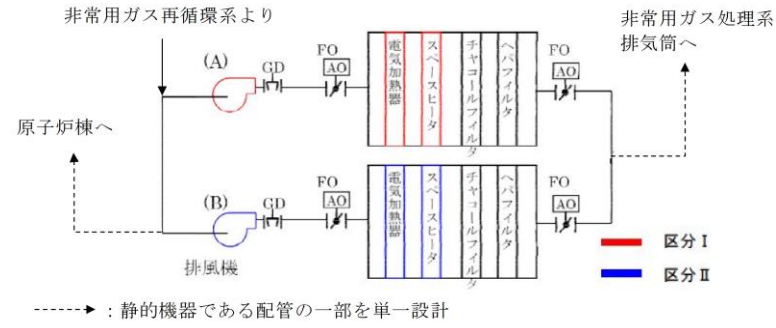 非常用ガス再循環系より
非常用ガス処理系
排気筒へ
(A)
GD
FO
AO
電気加熱器
スペースヒータ
チャコールフィルタ
ヘパフィルタ
FO
AO
原子炉棟へ
(B)
GD
FO
AO
電気加熱器
スペースヒータ
チャコールフィルタ
ヘパフィルタ
FO
AO
排風機
区分Ⅰ
区分Ⅱ
：静的機器である配管の一部を単一設計